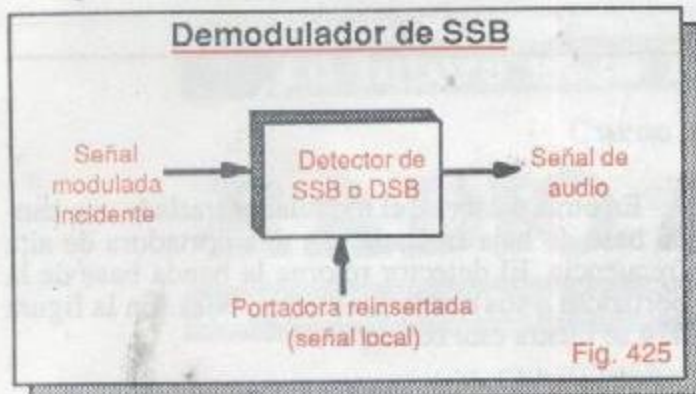 Demodulador de SSB
Señal
modulada
incidente
Detector de
SSB o DSB
Señal de
audio
Portadora reinsertada
(señal local)
Fig. 425